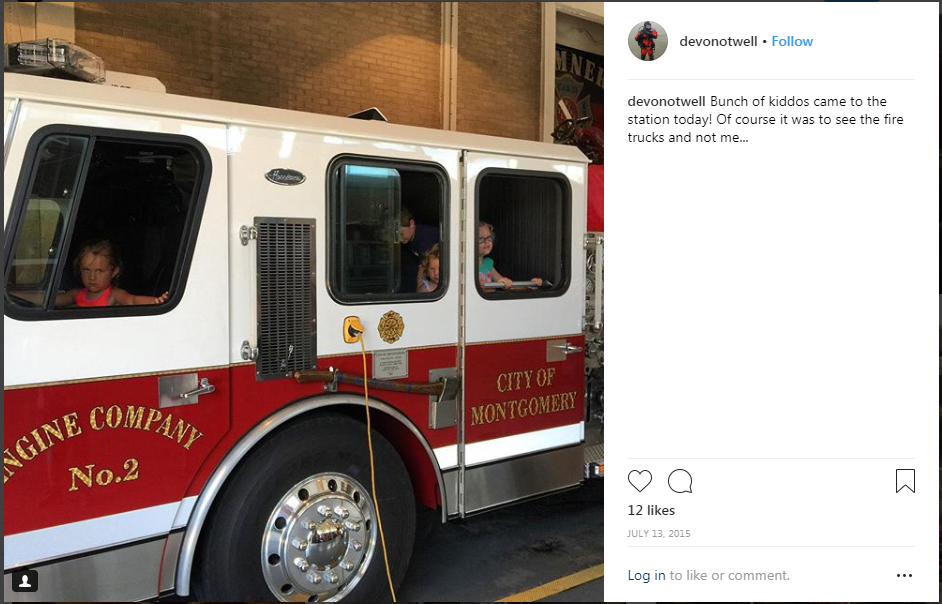 devonotwell • Follow
devonotwell Bunch of kiddos came to the
station today! Of course it was to see the fire
trucks and not me...
ENGINE COMPANY
No.2
CITY OF
MONTGOMERY
12 likes
JULY 13, 2015
Log in to like or comment.